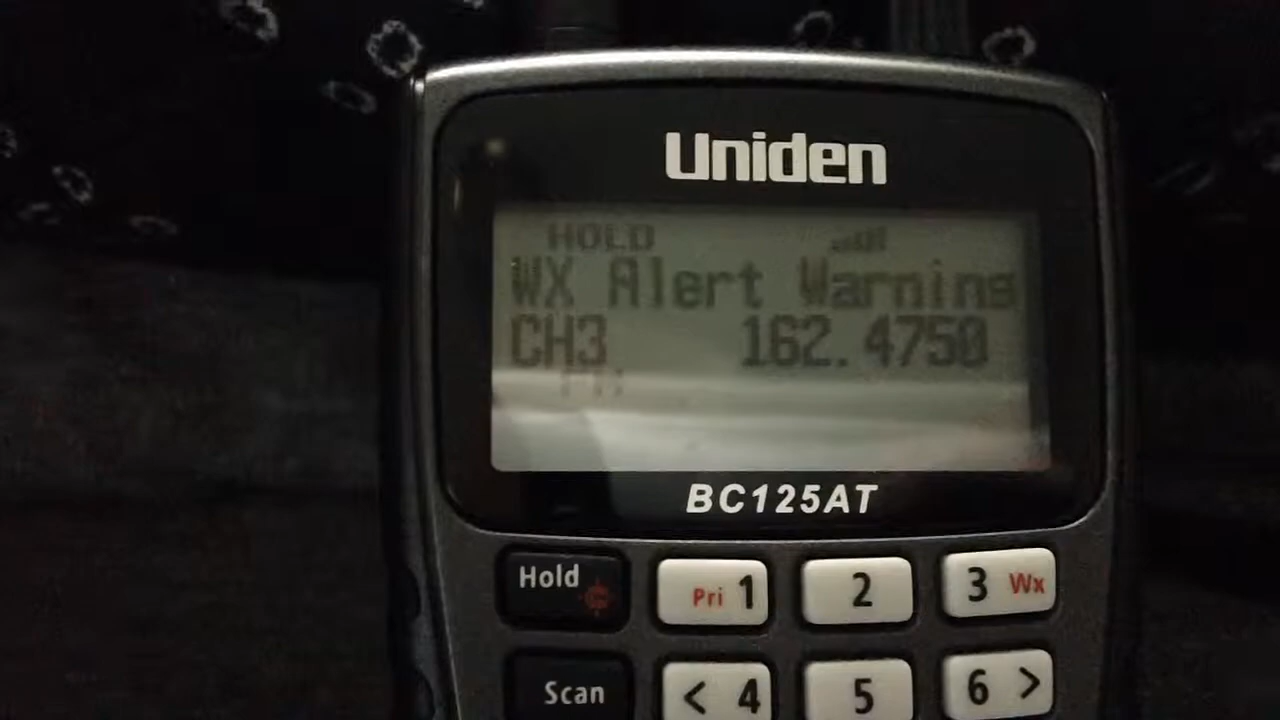 Uniden
HOLD
WX Alert Warning
CH3 162.4750
BC125AT
Hold Pri 1 2 3 Wx
Scan < 4 5 6 >